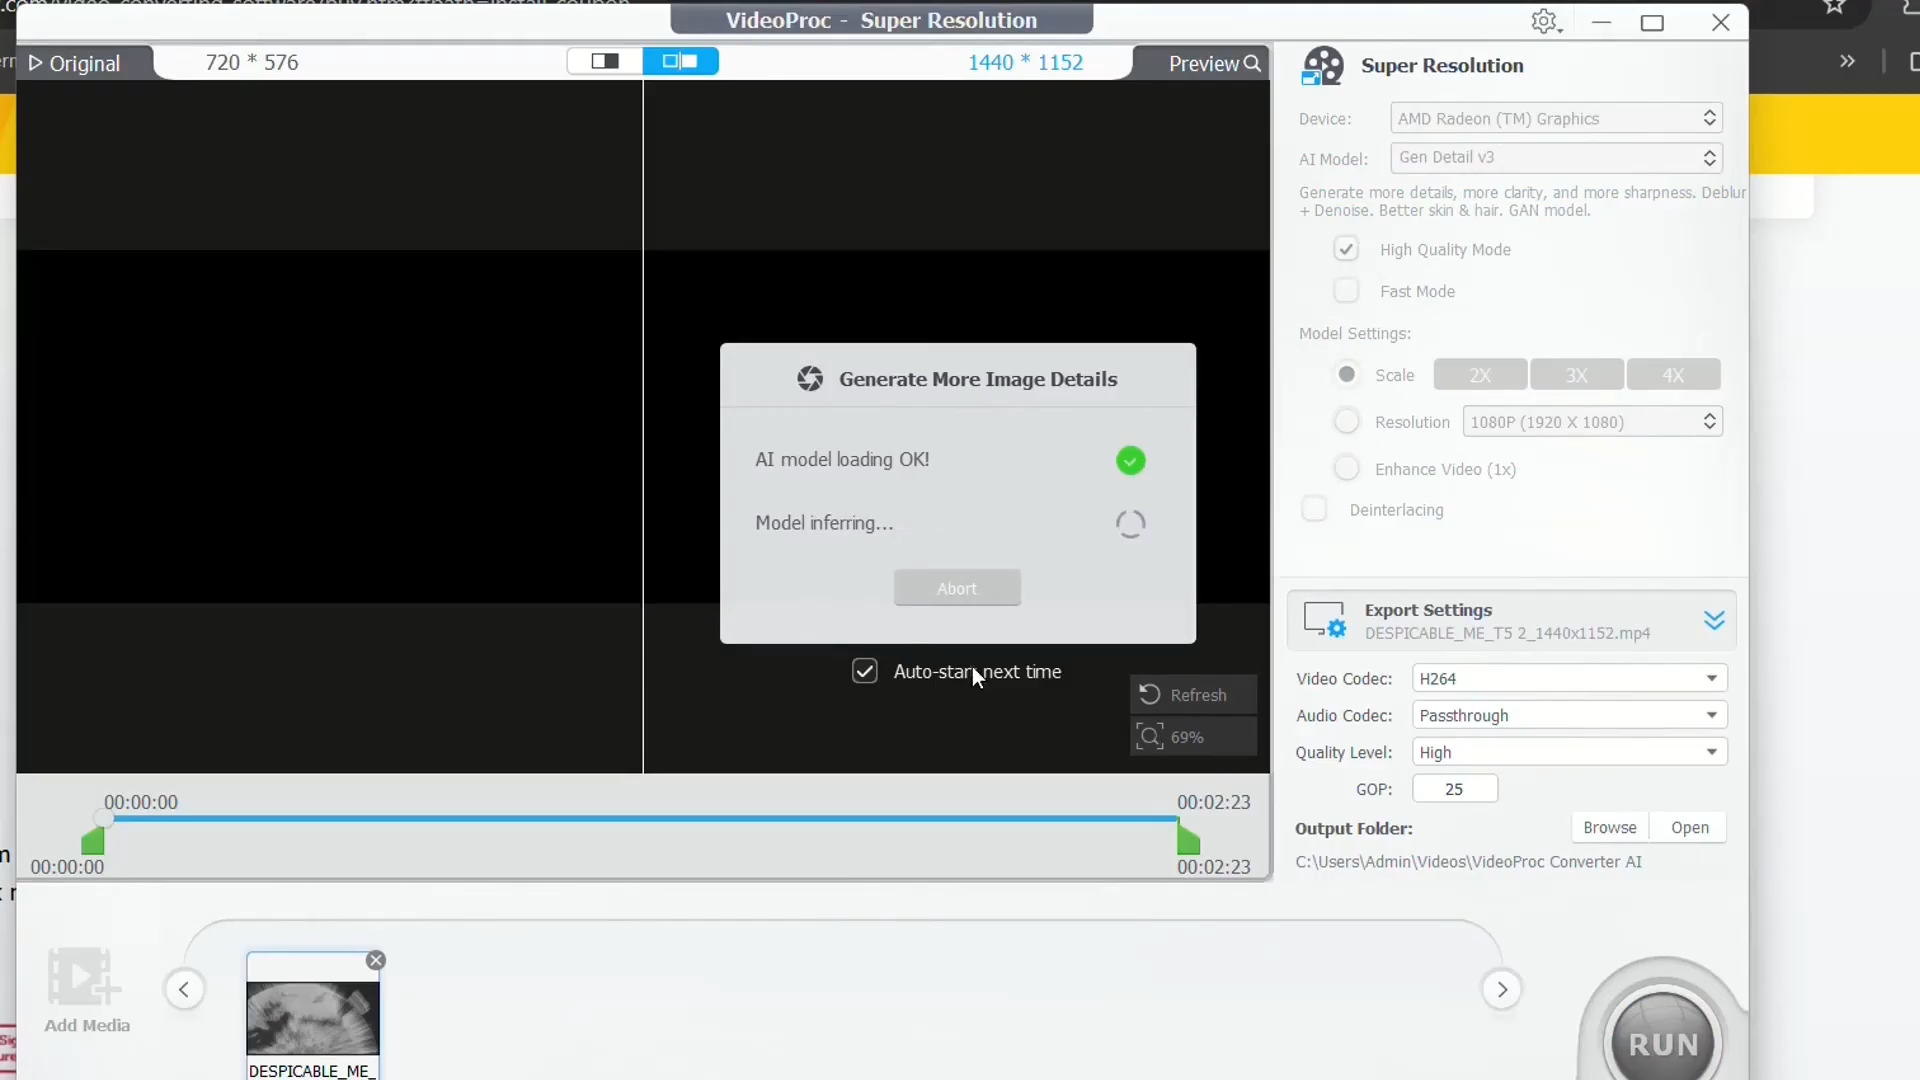 VideoProc - Super Resolution
Original
720 * 576
1440 * 1152
Preview
Super Resolution
Device:
AMD Radeon (TM) Graphics
AI Model:
Gen Detail v3
Generate more details, more clarity, and more sharpness. Deblur
+ Denoise. Better skin & hair. GAN model.
High Quality Mode
Fast Mode
Model Settings:
Scale
2X
3X
4X
Resolution
1080P (1920 X 1080)
Enhance Video (1x)
Deinterlacing
Generate More Image Details
AI model loading OK!
Model inferring...
Abort
Auto-start next time
Refresh
69%
Export Settings
DESPICABLE_ME_T5 2_1440x1152.mp4
Video Codec:
H264
Audio Codec:
Passthrough
Quality Level:
High
GOP:
25
Output Folder:
Browse
Open
C:\Users\Admin\Videos\VideoProc Converter AI
00:00:00
00:02:23
00:00:00
00:02:23
Add Media
DESPICABLE_ME_
RUN